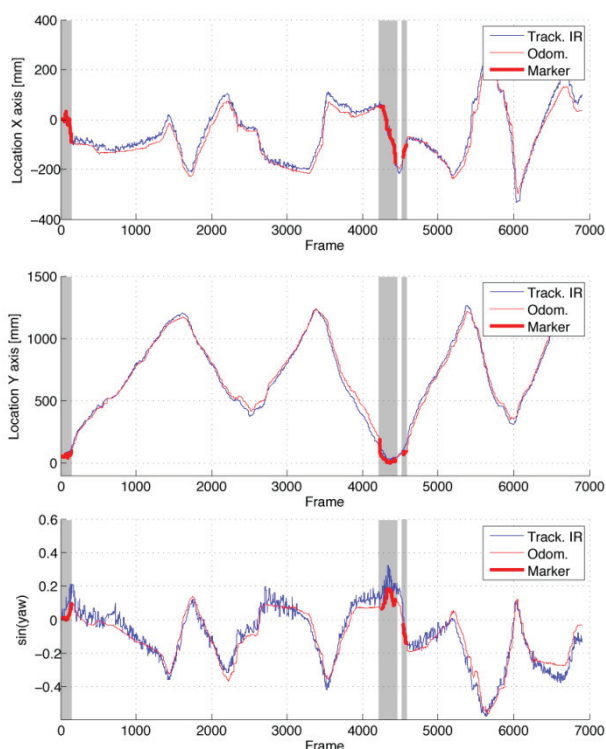 400
200
0
−200
−400
Location X axis [mm]
Track. IR
Odom.
Marker
0 1000 2000 3000 4000 5000 6000 7000
Frame
1500
1000
500
0
Location Y axis [mm]
Track. IR
Odom.
Marker
0 1000 2000 3000 4000 5000 6000 7000
Frame
0.6
0.4
0.2
0
−0.2
−0.4
sin(yaw)
Track. IR
Odom.
Marker
0 1000 2000 3000 4000 5000 6000 7000
Frame